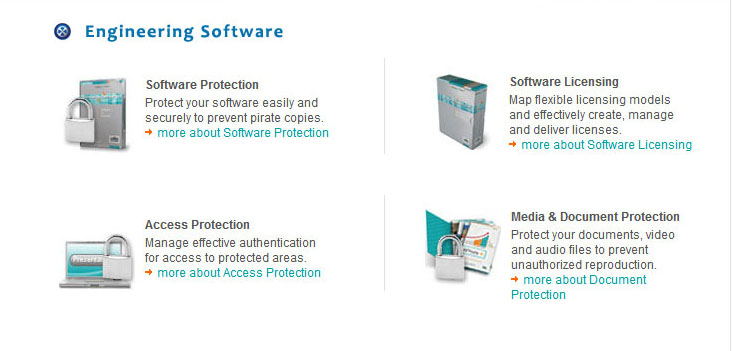 Engineering Software
Software Protection
Protect your software easily and
securely to prevent pirate copies.
more about Software Protection
Software Licensing
Map flexible licensing models
and effectively create, manage
and deliver licenses.
more about Software Licensing
Access Protection
Manage effective authentication
for access to protected areas.
more about Access Protection
Media & Document Protection
Protect your documents, video
and audio files to prevent
unauthorized reproduction.
more about Document
Protection